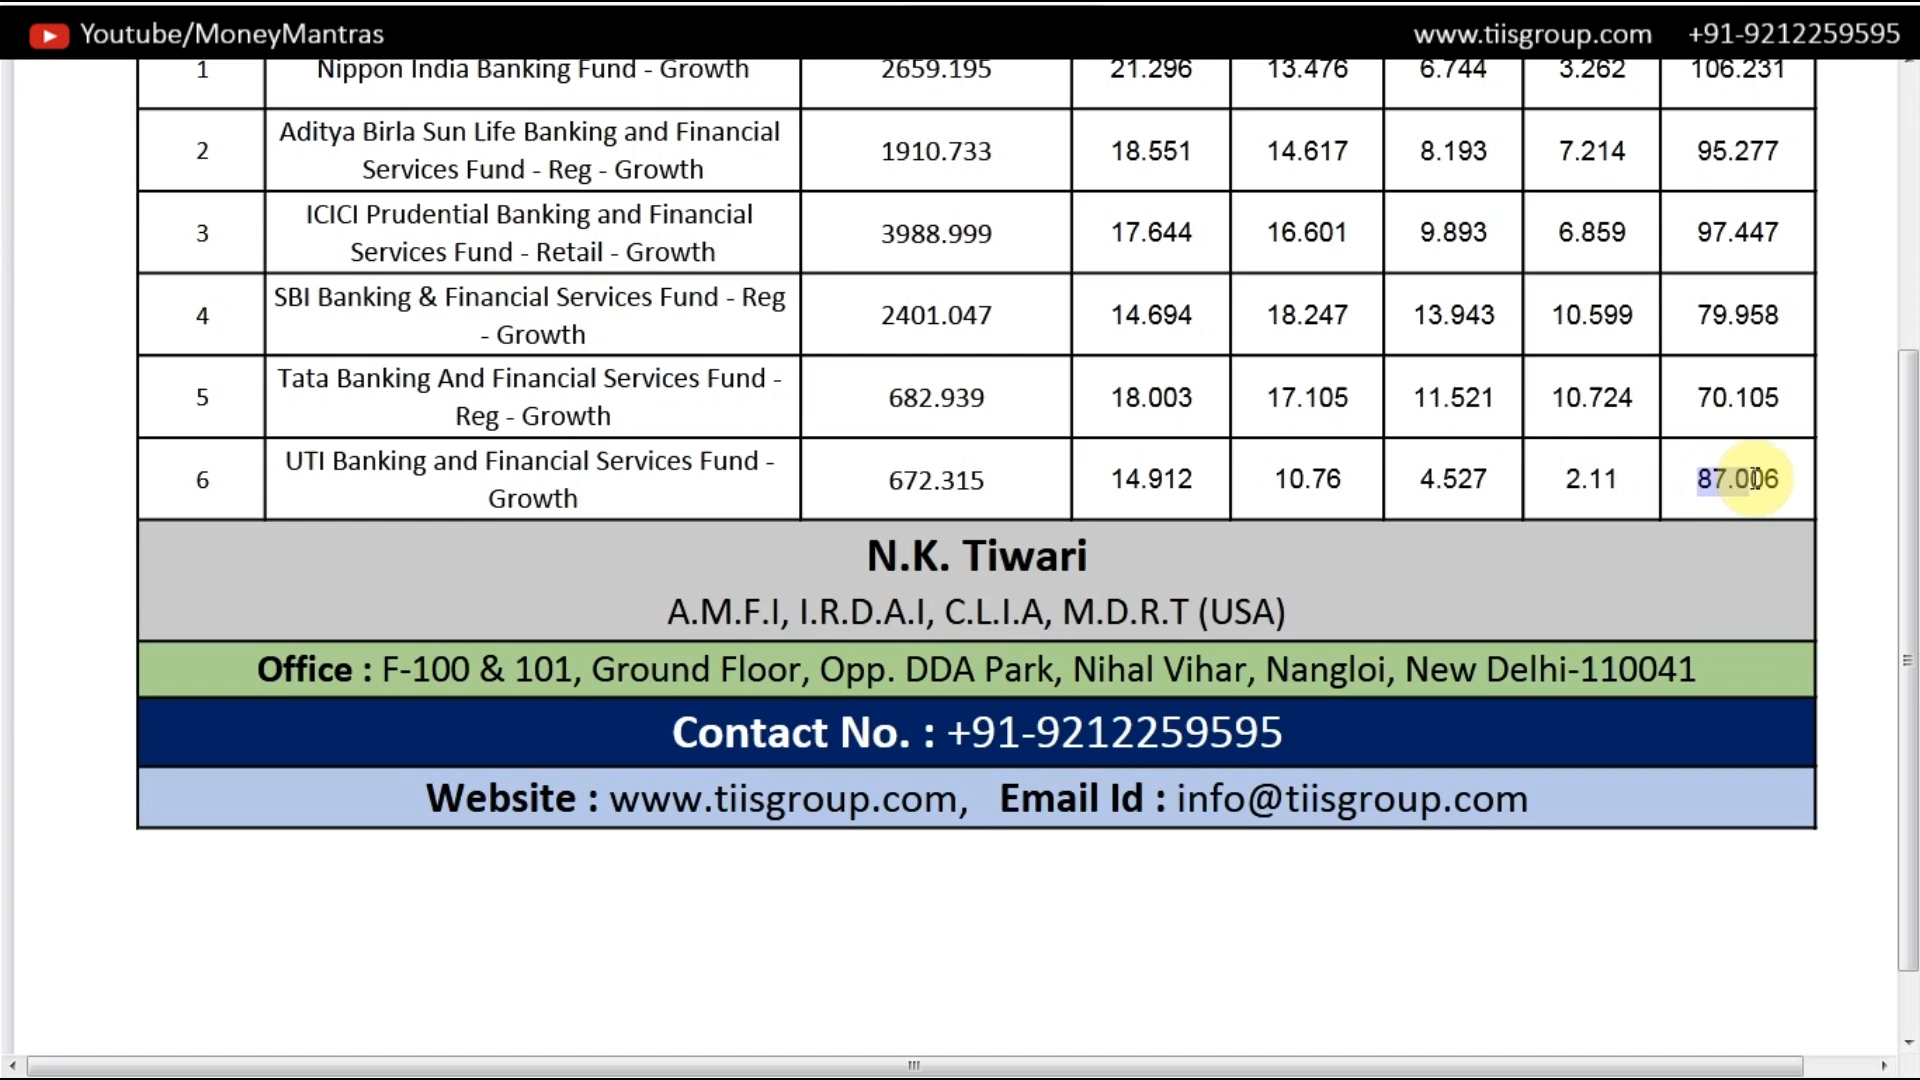 Youtube/MoneyMantras www.tiisgroup.com +91-9212259595
1 Nippon India Banking Fund - Growth 2659.195 21.296 13.476 6.744 3.262 106.231
2 Aditya Birla Sun Life Banking and Financial
Services Fund - Reg - Growth 1910.733 18.551 14.617 8.193 7.214 95.277
3 ICICI Prudential Banking and Financial
Services Fund - Retail - Growth 3988.999 17.644 16.601 9.893 6.859 97.447
4 SBI Banking & Financial Services Fund - Reg
- Growth 2401.047 14.694 18.247 13.943 10.599 79.958
5 Tata Banking And Financial Services Fund -
Reg - Growth 682.939 18.003 17.105 11.521 10.724 70.105
6 UTI Banking and Financial Services Fund -
Growth 672.315 14.912 10.76 4.527 2.11 87.006
N.K. Tiwari
A.M.F.I, I.R.D.A.I, C.L.I.A, M.D.R.T (USA)
Office : F-100 & 101, Ground Floor, Opp. DDA Park, Nihal Vihar, Nangloi, New Delhi-110041
Contact No. : +91-9212259595
Website : www.tiisgroup.com, Email Id : info@tiisgroup.com